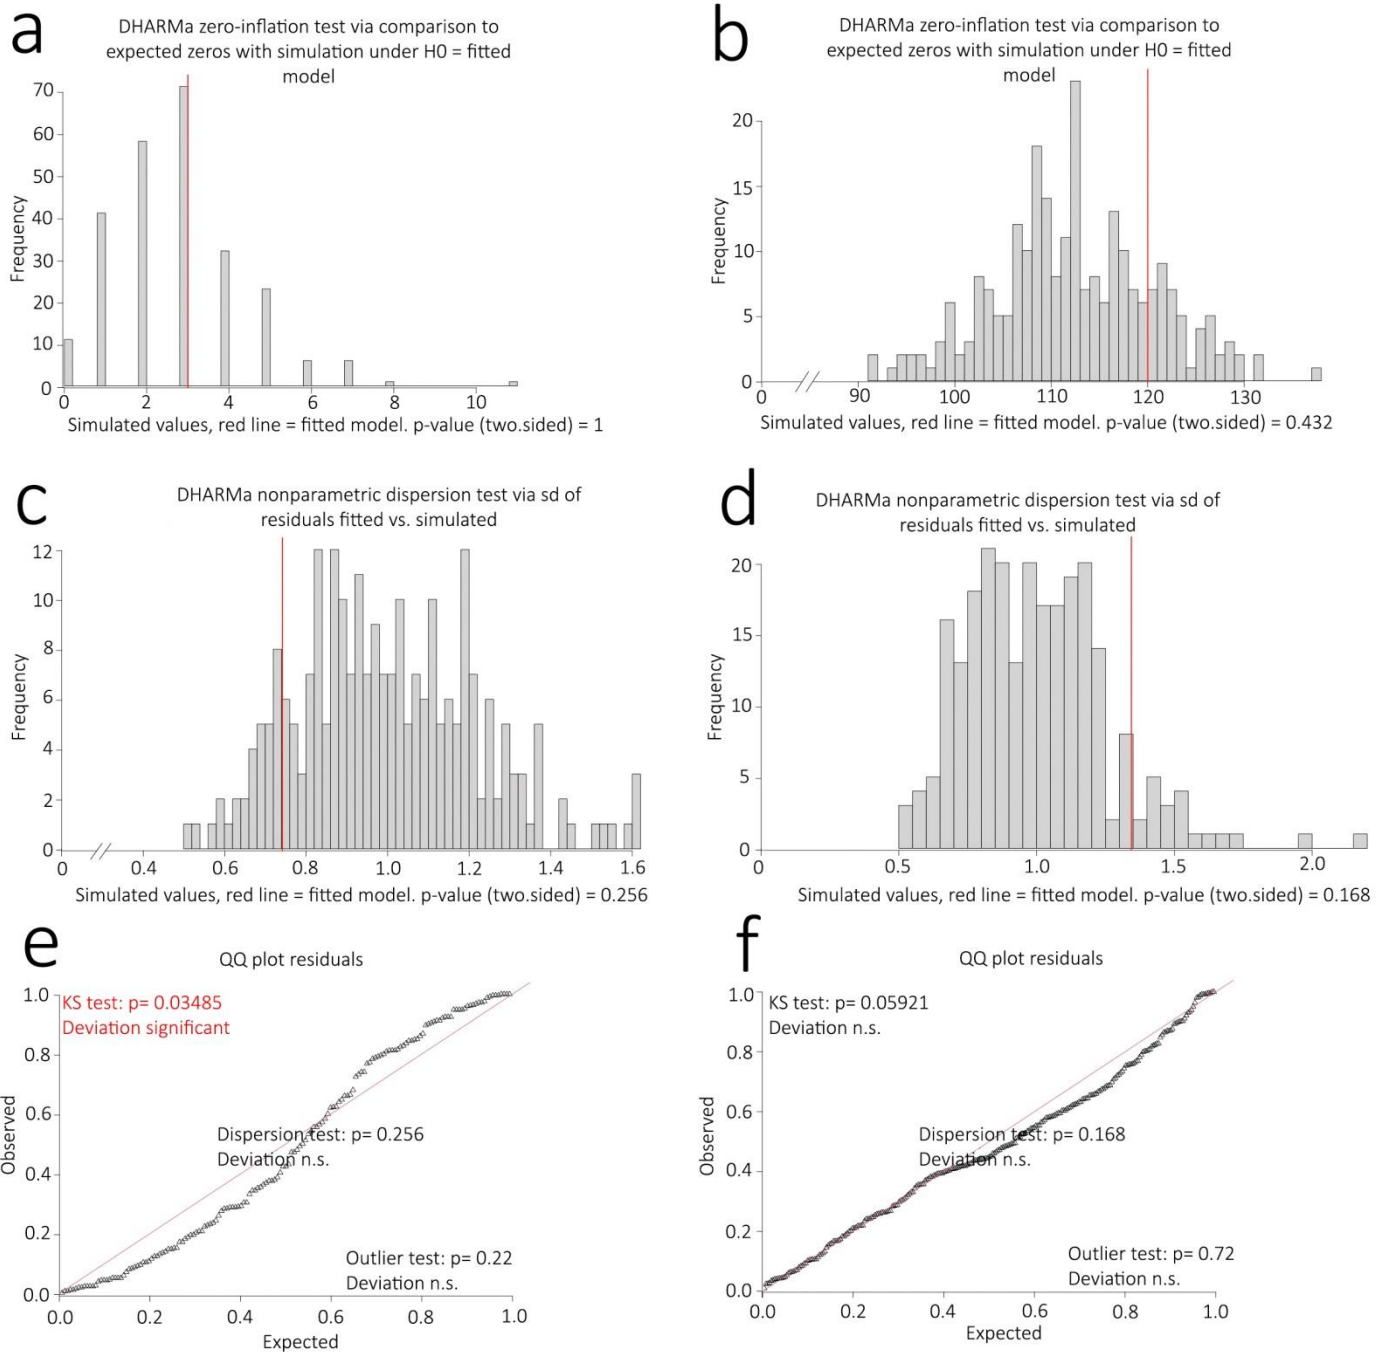 a
DHARMa zero-inflation test via comparison to
expected zeros with simulation under H0 = fitted
model
70
60
50
40
30
20
10
0
Frequency
0 2 4 6 8 10
Simulated values, red line = fitted model. p-value (two.sided) = 1
b
DHARMa zero-inflation test via comparison to
expected zeros with simulation under H0 = fitted
model
20
15
10
5
0
Frequency
0 90 100 110 120 130
Simulated values, red line = fitted model. p-value (two.sided) = 0.432
c
DHARMa nonparametric dispersion test via sd of
residuals fitted vs. simulated
12
10
8
6
4
2
0
Frequency
0 0.4 0.6 0.8 1.0 1.2 1.4 1.6
Simulated values, red line = fitted model. p-value (two.sided) = 0.256
d
DHARMa nonparametric dispersion test via sd of
residuals fitted vs. simulated
20
15
10
5
0
Frequency
0 0.5 1.0 1.5 2.0
Simulated values, red line = fitted model. p-value (two.sided) = 0.168
e
QQ plot residuals
1.0
0.8
0.6
0.4
0.2
0.0
Observed
KS test: p= 0.03485
Deviation significant
Dispersion test: p= 0.256
Deviation n.s.
Outlier test: p= 0.22
Deviation n.s.
0.0 0.2 0.4 0.6 0.8 1.0
Expected
f
QQ plot residuals
1.0
0.8
0.6
0.4
0.2
0.0
Observed
KS test: p= 0.05921
Deviation n.s.
Dispersion test: p= 0.168
Deviation n.s.
Outlier test: p= 0.72
Deviation n.s.
0.0 0.2 0.4 0.6 0.8 1.0
Expected